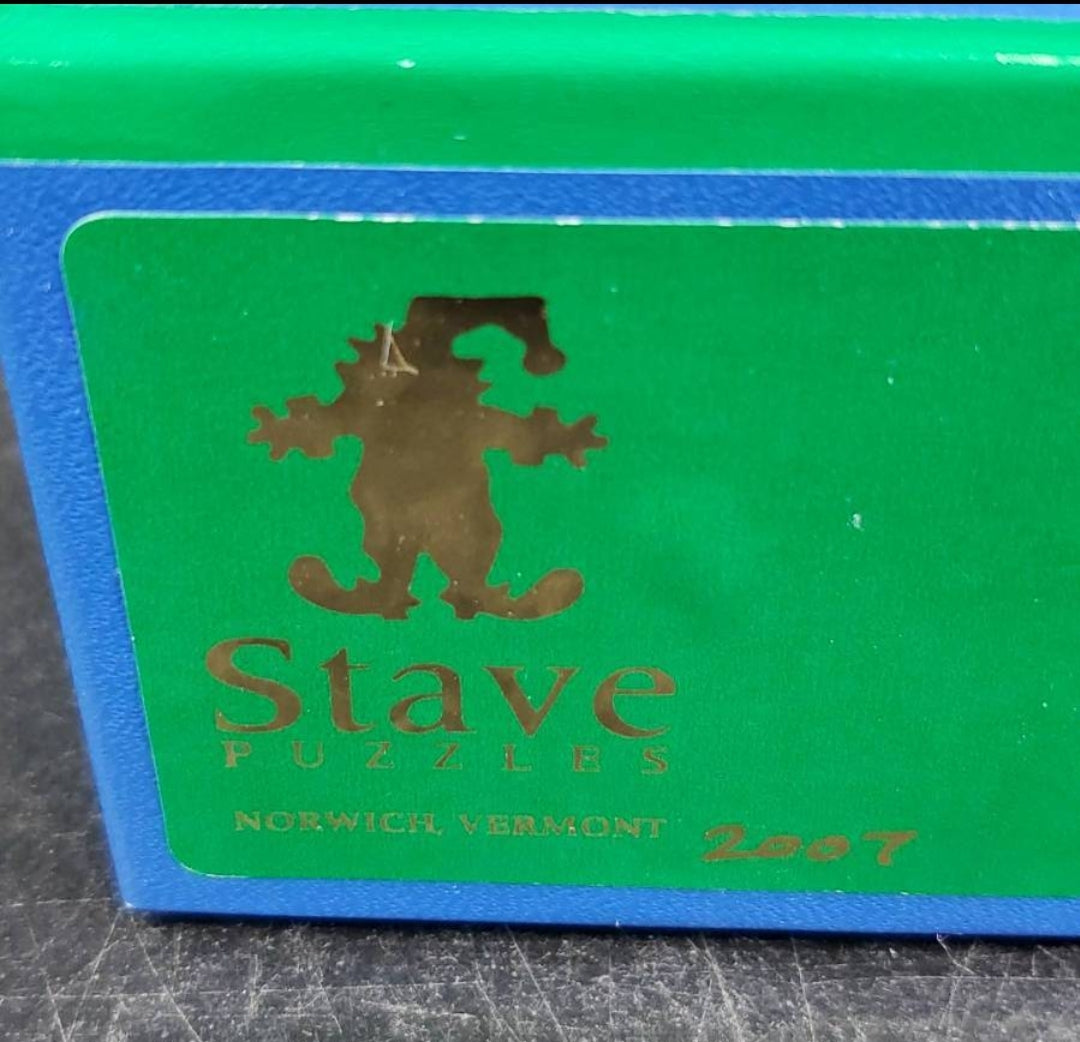 Stave
PUZZLES
NORWICH, VERMONT 2007